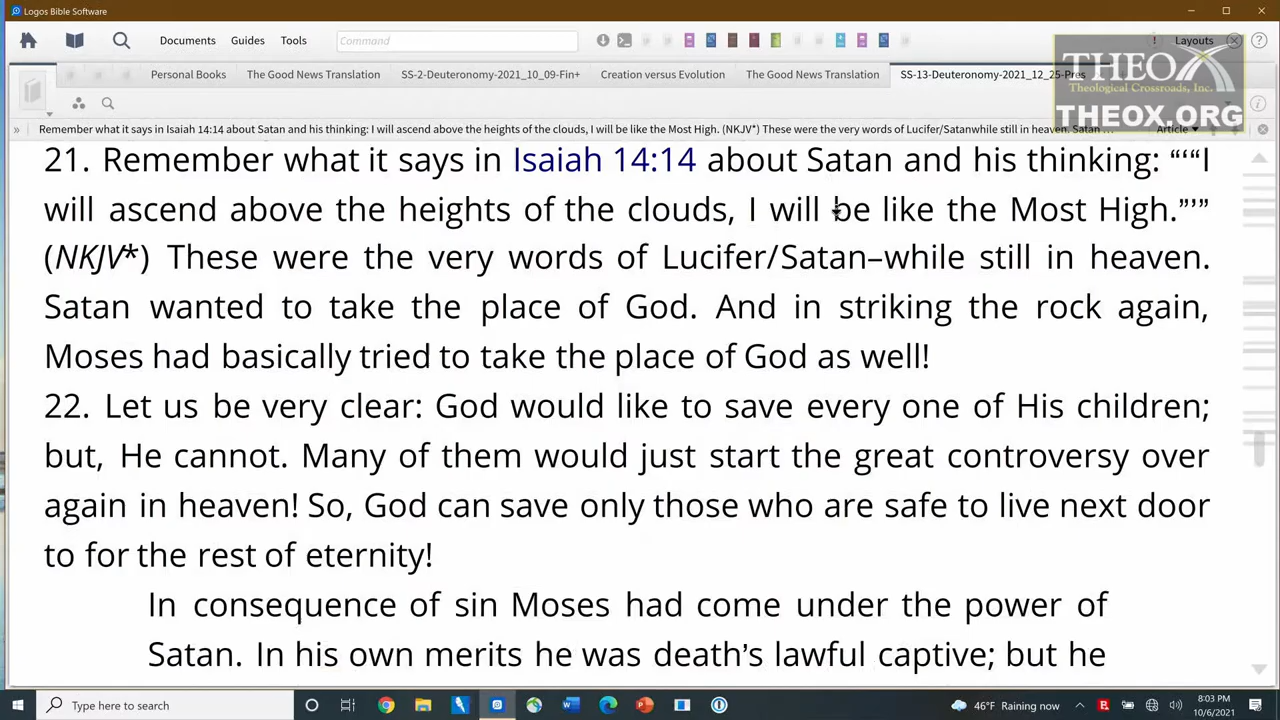 Logos Bible Software
Documents Guides Tools Command Layouts
Personal Books The Good News Translation SS-2-Deuteronomy-2021_10_09-Fin+ Creation versus Evolution The Good News Translation SS-13-Deuteronomy-2021_12_25-Pres
THEOX
Theological Crossroads, Inc.
THEOX.ORG
Remember what it says in Isaiah 14:14 about Satan and his thinking: I will ascend above the heights of the clouds, I will be like the Most High. (NKJV*) These were the very words of Lucifer/Satanwhile still in heaven. Satan ... Article
21. Remember what it says in Isaiah 14:14 about Satan and his thinking: “‘“I
will ascend above the heights of the clouds, I will be like the Most High.”’”
(NKJV*) These were the very words of Lucifer/Satan–while still in heaven.
Satan wanted to take the place of God. And in striking the rock again,
Moses had basically tried to take the place of God as well!
22. Let us be very clear: God would like to save every one of His children;
but, He cannot. Many of them would just start the great controversy over
again in heaven! So, God can save only those who are safe to live next door
to for the rest of eternity!
In consequence of sin Moses had come under the power of
Satan. In his own merits he was death’s lawful captive; but he
Type here to search
46°F Raining now
8:03 PM
10/6/2021